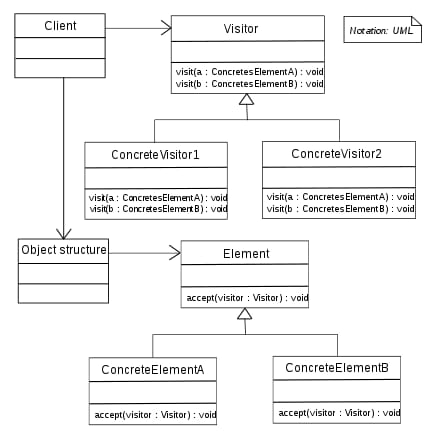 Client
Visitor
Notation: UML
visit(a : ConcretesElementA) : void
visit(b : ConcretesElementB) : void
ConcreteVisitor1
ConcreteVisitor2
visit(a : ConcretesElementA) : void
visit(b : ConcretesElementB) : void
visit(a : ConcretesElementA) : void
visit(b : ConcretesElementB) : void
Object structure
Element
accept(visitor : Visitor) : void
ConcreteElementA
ConcreteElementB
accept(visitor : Visitor) : void
accept(visitor : Visitor) : void